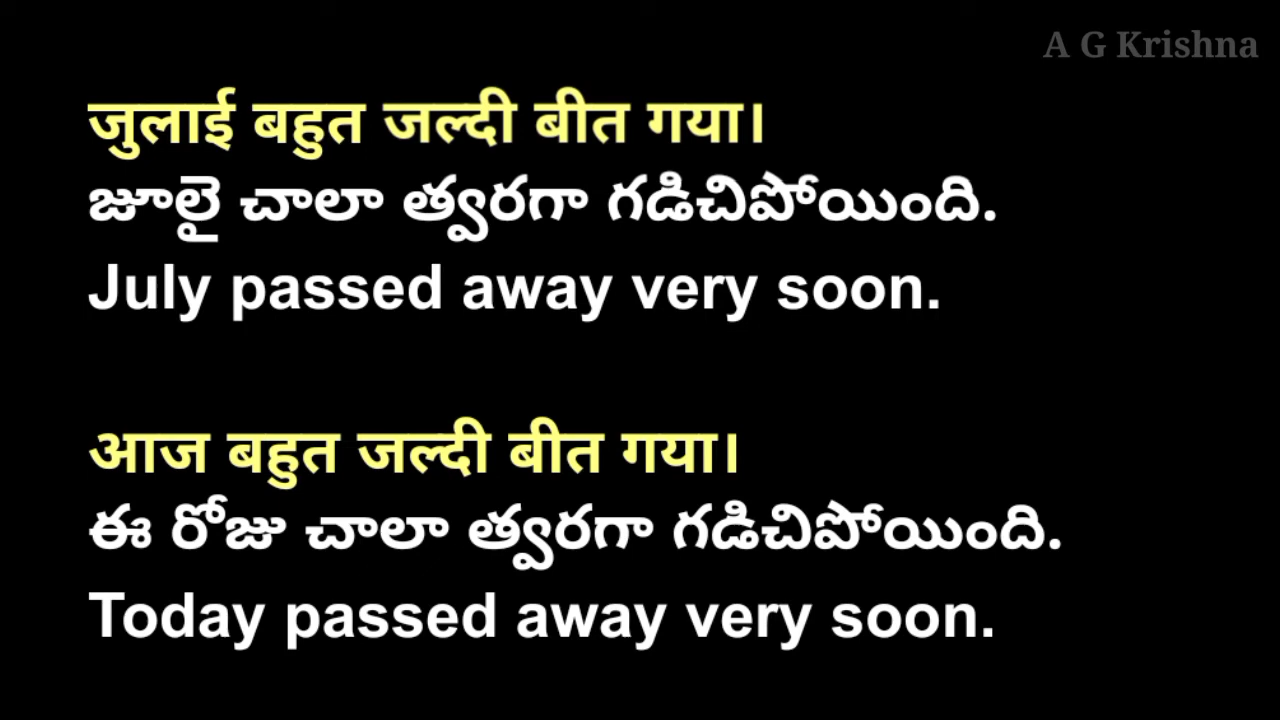 A G Krishna
जुलाई बहुत जल्दी बीत गया।
జూలై చాలా త్వరగా గడిచిపోయింది.
July passed away very soon.
आज बहुत जल्दी बीत गया।
ఈ రోజు చాలా త్వరగా గడిచిపోయింది.
Today passed away very soon.